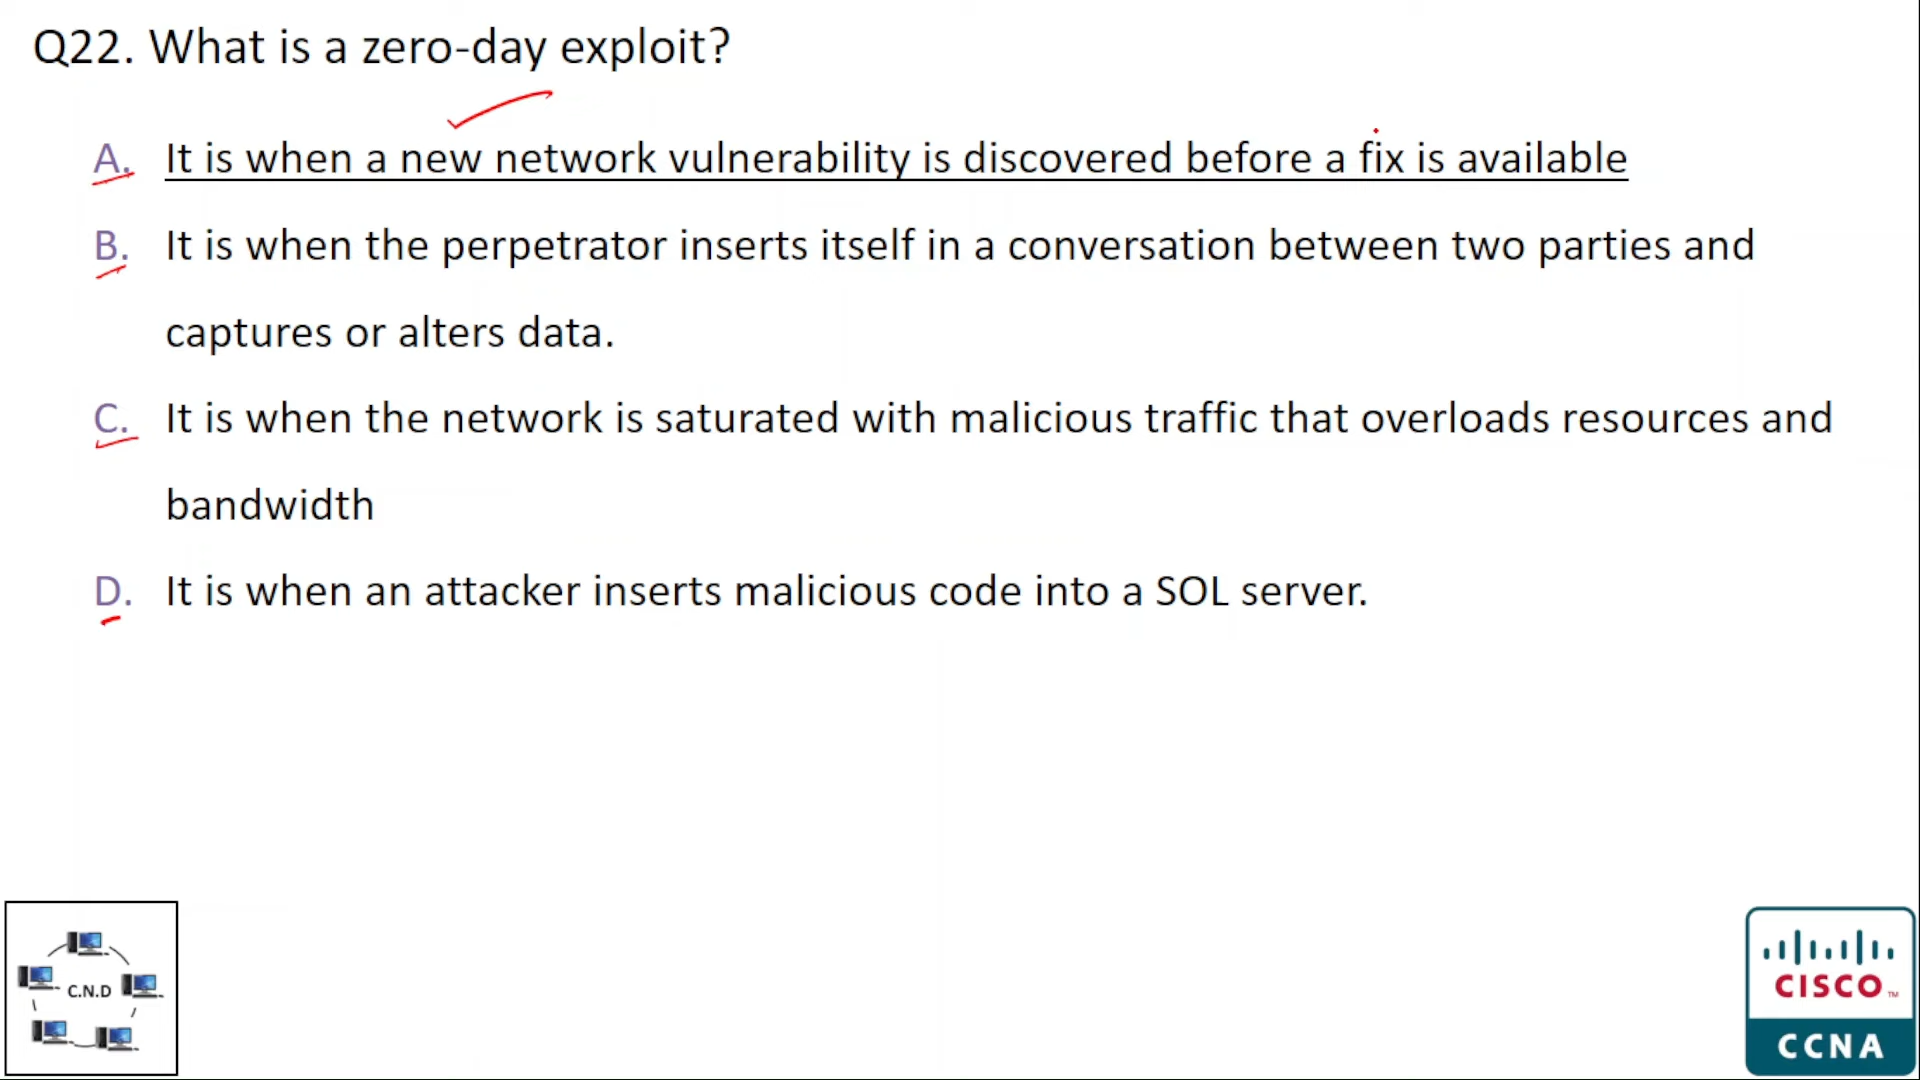 Q22. What is a zero-day exploit?
A. It is when a new network vulnerability is discovered before a fix is available
B. It is when the perpetrator inserts itself in a conversation between two parties and
captures or alters data.
C. It is when the network is saturated with malicious traffic that overloads resources and
bandwidth
D. It is when an attacker inserts malicious code into a SOL server.
C.N.D
CISCO™
CCNA